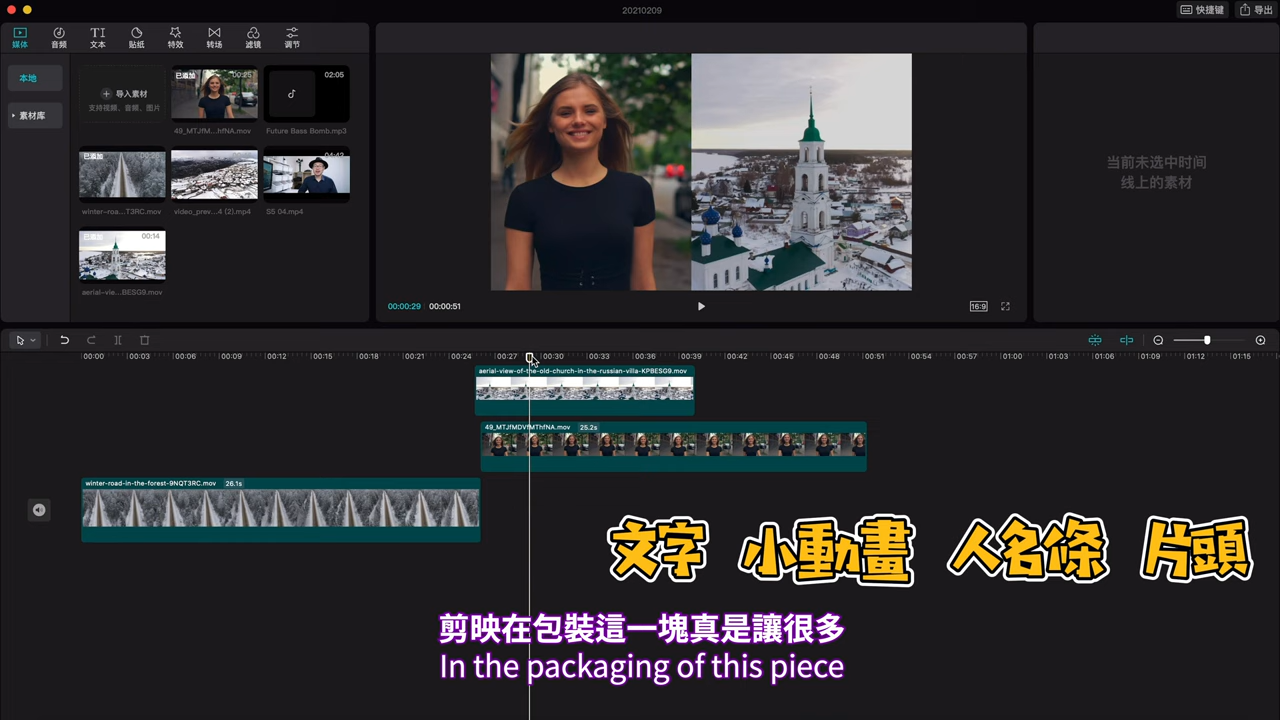 20210209
快捷键
导出
媒体
音频
文本
贴纸
特效
转场
滤镜
调节
本地
素材库
导入素材
支持视频、音频、图片
已添加
49_MTJfM...hfNA.mov
02:05
Future Bass Bomb.mp3
已添加
winter-roa...T3RC.mov
video_prev...4 (2).mp4
04:42
SS 04.mp4
已添加
00:14
aerial-vie...BESG9.mov
00:00:29
00:00:51
16:9
当前未选中时间
线上的素材
00:00
00:03
00:06
00:09
00:12
00:15
00:18
00:21
00:24
00:27
00:30
00:33
00:36
00:39
00:42
00:45
00:48
00:51
00:54
00:57
01:00
01:03
01:06
01:09
01:12
01:15
aerial-view-of-the-old-church-in-the-russian-villa-KPBESG9.mov
49_MTJfMDVfMThfNA.mov
25.2s
winter-road-in-the-forest-9NQT3RC.mov
26.1s
文字 小動畫 人名條 片頭
剪映在包裝這一塊真是讓很多
In the packaging of this piece